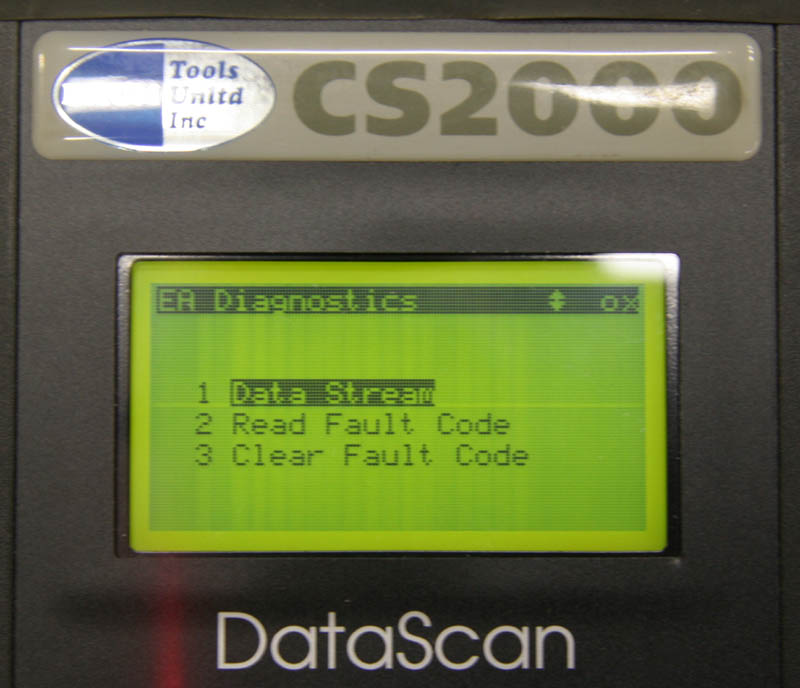 Tools
Unitd
Inc
CS2000
EA Diagnostics ox
1 Data Stream
2 Read Fault Code
3 Clear Fault Code
DataScan